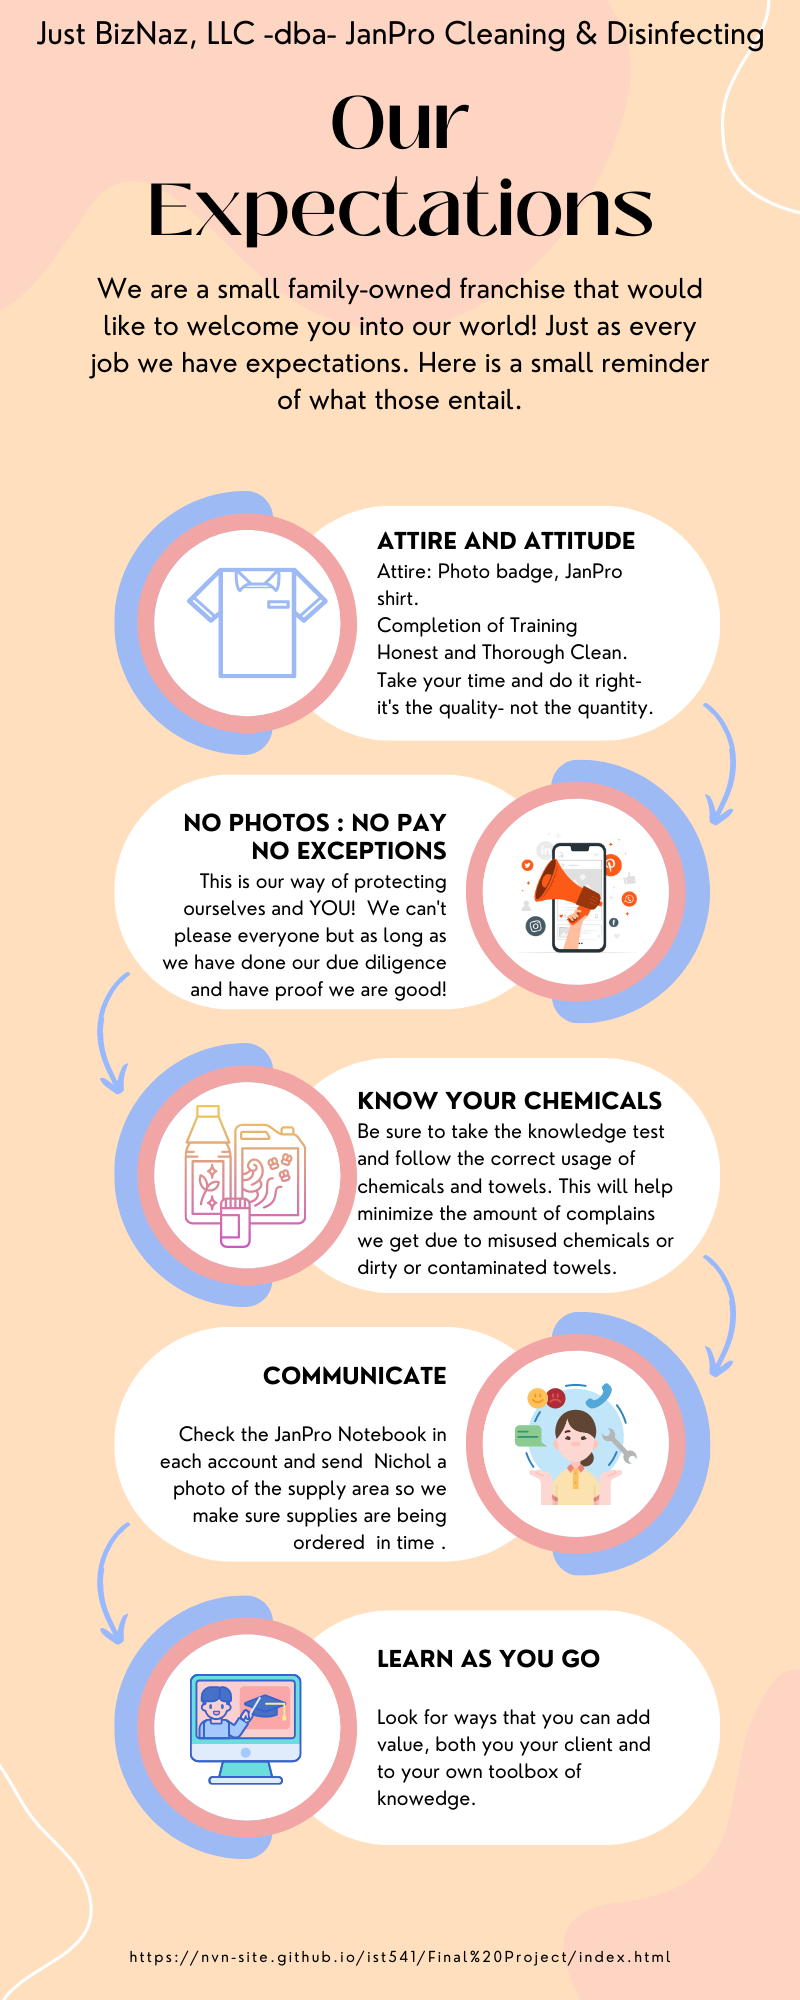 Just BizNaz, LLC -dba- JanPro Cleaning & Disinfecting
Our
Expectations
We are a small family-owned franchise that would
like to welcome you into our world! Just as every
job we have expectations. Here is a small reminder
of what those entail.
ATTIRE AND ATTITUDE
Attire: Photo badge, JanPro
shirt.
Completion of Training
Honest and Thorough Clean.
Take your time and do it right-
it's the quality- not the quantity.
NO PHOTOS : NO PAY
NO EXCEPTIONS
This is our way of protecting
ourselves and YOU!  We can't
please everyone but as long as
we have done our due diligence
and have proof we are good!
KNOW YOUR CHEMICALS
Be sure to take the knowledge test
and follow the correct usage of
chemicals and towels. This will help
minimize the amount of complains
we get due to misused chemicals or
dirty or contaminated towels.
COMMUNICATE
Check the JanPro Notebook in
each account and send  Nichol a
photo of the supply area so we
make sure supplies are being
ordered  in time .
LEARN AS YOU GO
Look for ways that you can add
value, both you your client and
to your own toolbox of
knowedge.
https://nvn-site.github.io/ist541/Final%20Project/index.html